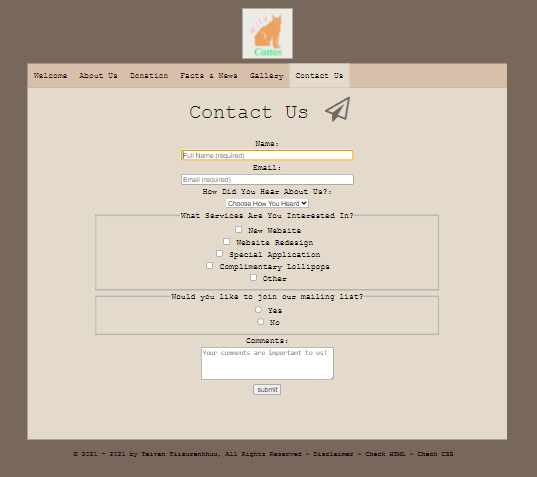 Wild
Cattos
Welcome About Us Donation Facts & News Gallery Contact Us
Contact Us
Name:
Full Name (required)
Email:
Email (required)
How Did You Hear About Us?:
Choose How You Heard
What Services Are You Interested In?
New Website
Website Redesign
Special Application
Complimentary Lollipops
Other
Would you like to join our mailing list?
Yes
No
Comments:
Your comments are important to us!
submit
© 2021 - 2021 by Taivan Tiisurenkhuu, All Rights Reserved ~ Disclaimer ~ Check HTML ~ Check CSS